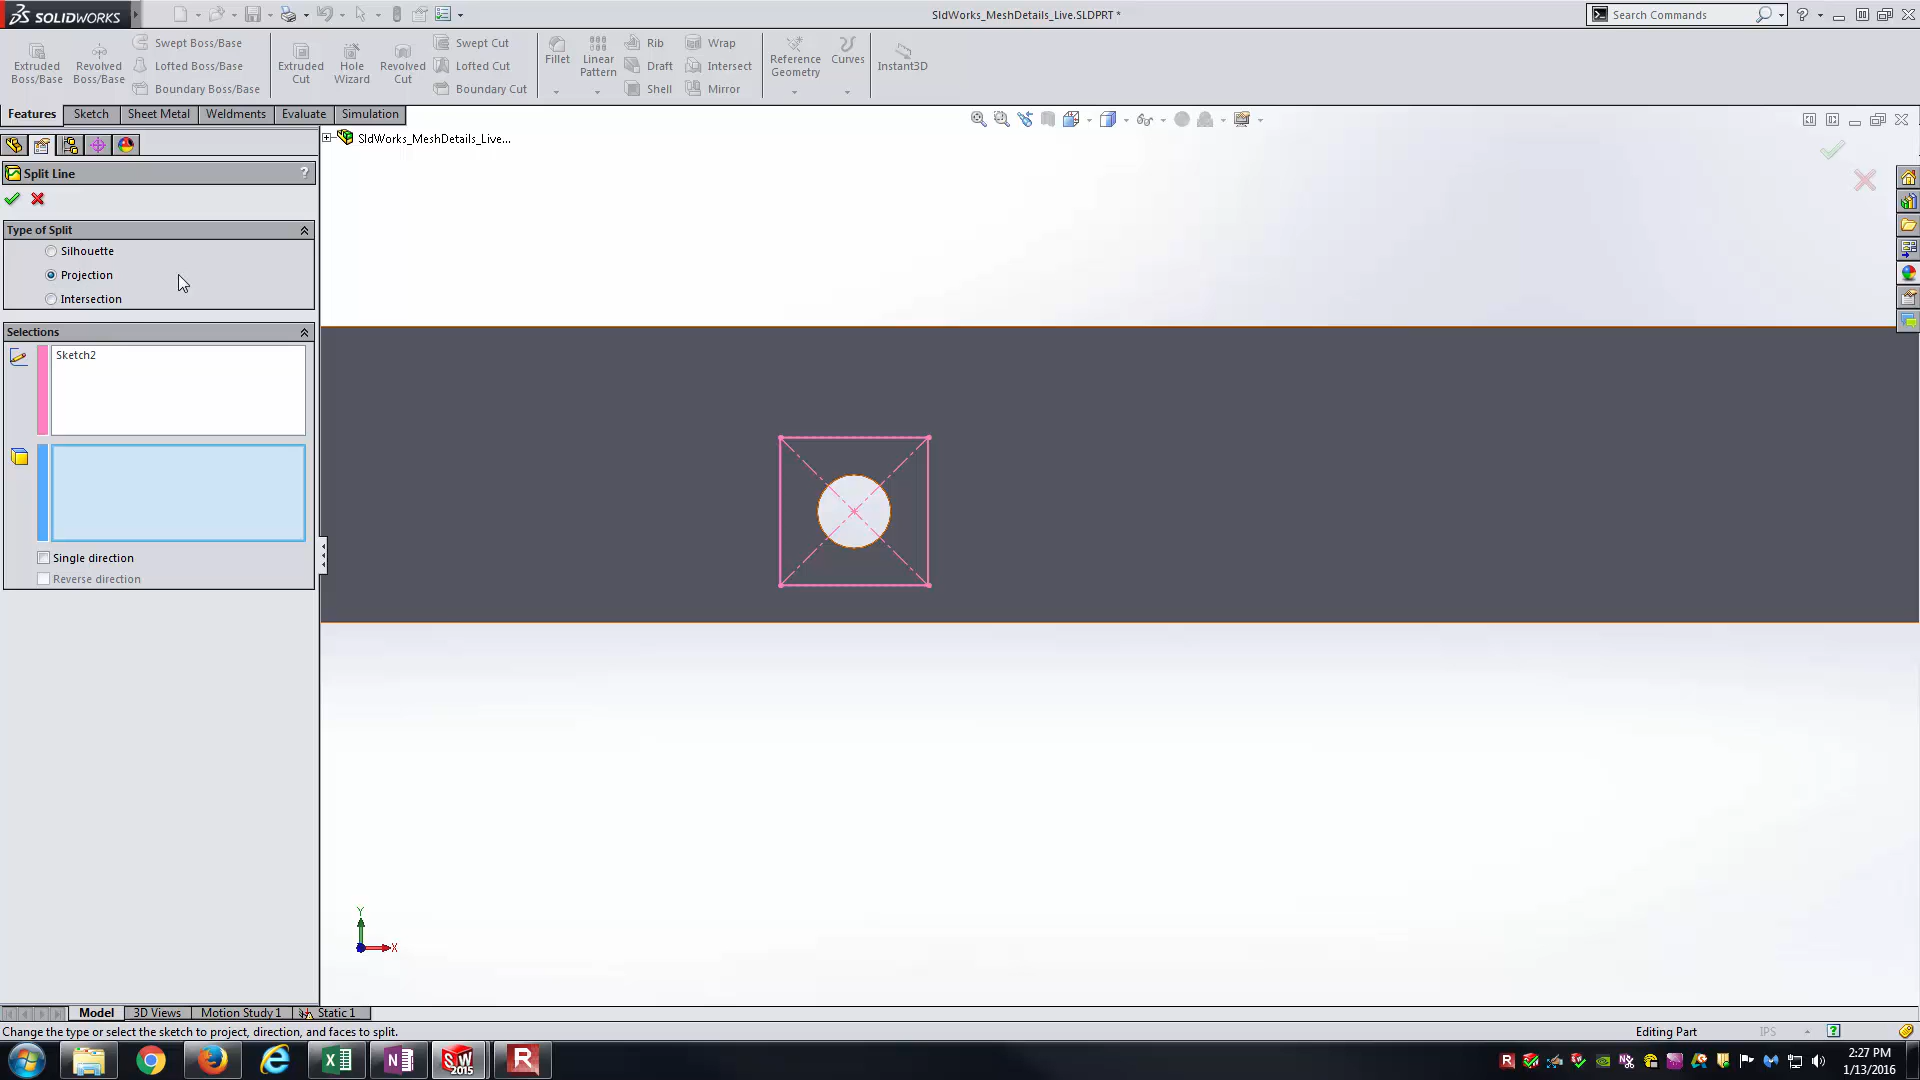 SOLIDWORKS
SldWorks_MeshDetails_Live.SLDPRT *
Search Commands
Extruded Boss/Base
Revolved Boss/Base
Swept Boss/Base
Lofted Boss/Base
Boundary Boss/Base
Extruded Cut
Hole Wizard
Revolved Cut
Swept Cut
Lofted Cut
Boundary Cut
Fillet
Linear Pattern
Rib
Draft
Shell
Wrap
Intersect
Mirror
Reference Geometry
Curves
Instant3D
Features
Sketch
Sheet Metal
Weldments
Evaluate
Simulation
SldWorks_MeshDetails_Live...
Split Line
?
Type of Split
Silhouette
Projection
Intersection
Selections
Sketch2
Single direction
Reverse direction
Y
X
Model
3D Views
Motion Study 1
Static 1
Change the type or select the sketch to project, direction, and faces to split.
Editing Part
IPS
?
SW 2015
R
2:27 PM
1/13/2016